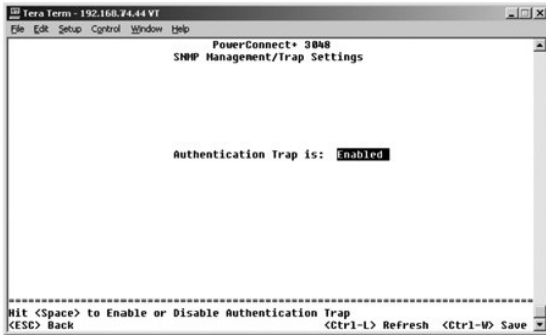 Tera Term - 192.168.74.44 VT
File Edit Setup Control Window Help
PowerConnect+ 3048
SNMP Management/Trap Settings
Authentication Trap is: Enabled
Hit <Space> to Enable or Disable Authentication Trap
<ESC> Back <Ctrl-L> Refresh <Ctrl-W> Save